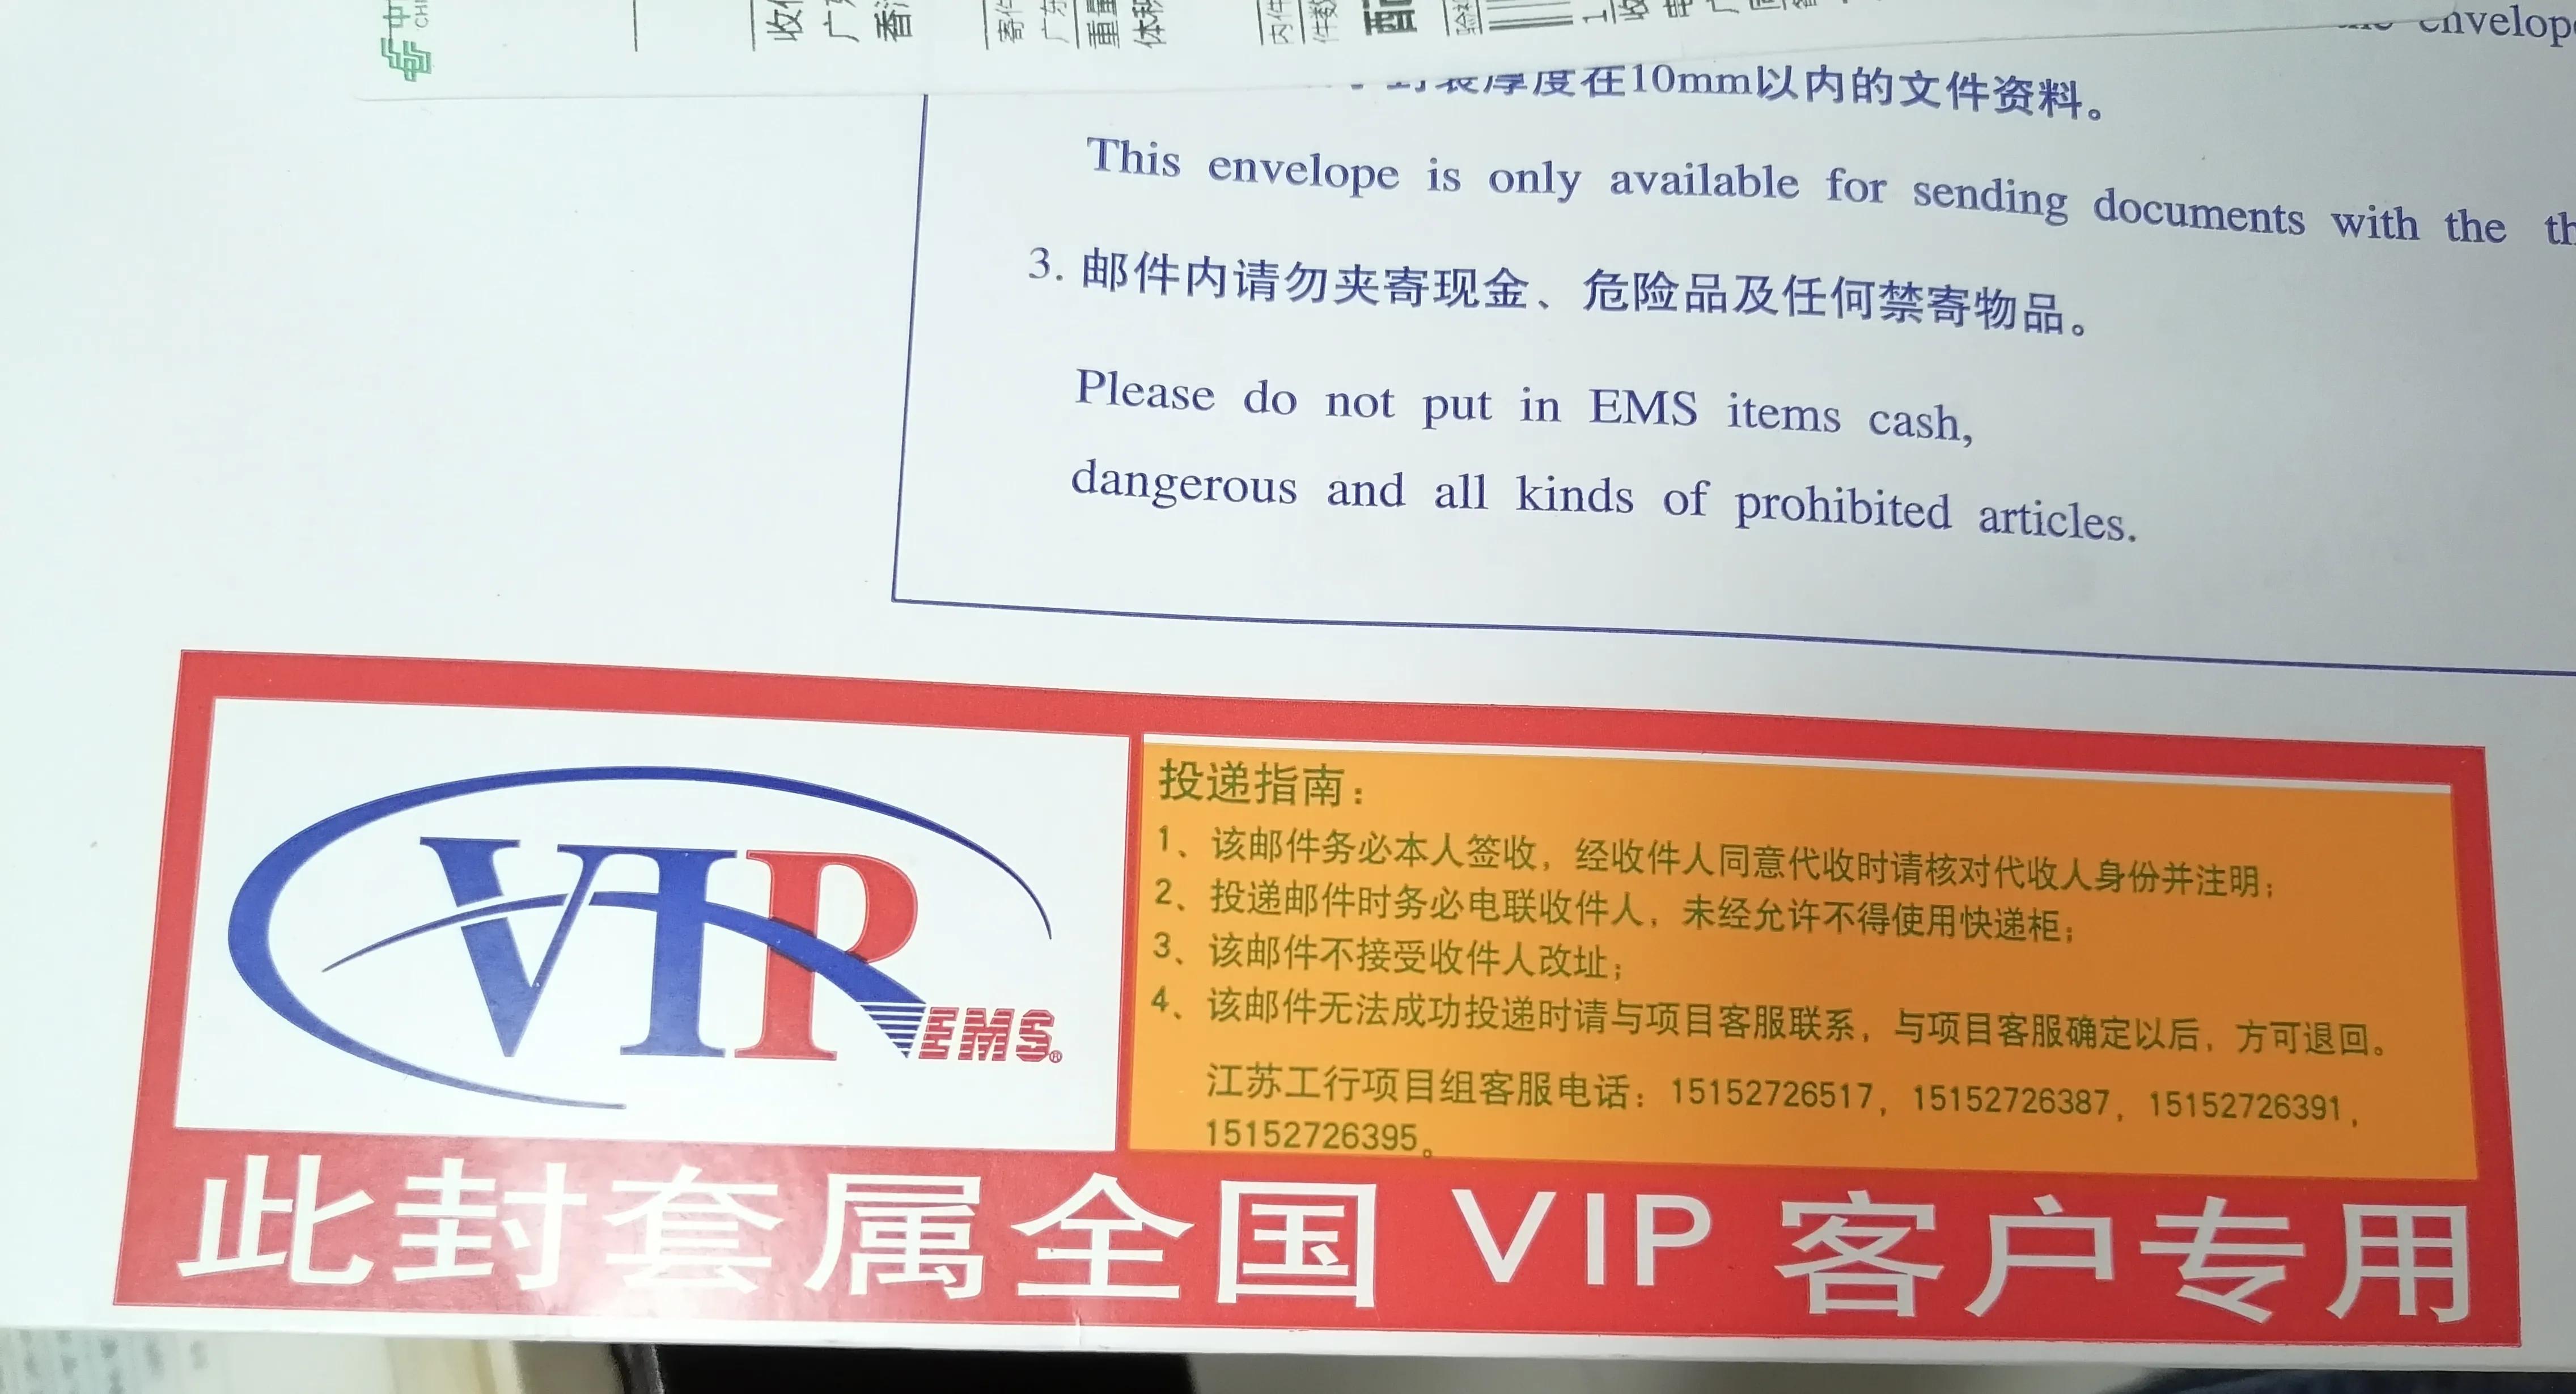 envelop
厚度在10mm以内的文件资料。
This envelope is only available for sending documents with the th
3. 邮件内请勿夹寄现金、危险品及任何禁寄物品。
Please do not put in EMS items cash,
dangerous and all kinds of prohibited articles.
VIP
EMS®
投递指南：
1、该邮件务必本人签收，经收件人同意代收时请核对代收人身份并注明；
2、投递邮件时务必电联收件人，未经允许不得使用快递柜；
3、该邮件不接受收件人改址；
4、该邮件无法成功投递时请与项目客服联系，与项目客服确定以后，方可退回。
江苏工行项目组客服电话：15152726517，15152726387，15152726391，
15152726395。
此封套属全国 VIP 客户专用